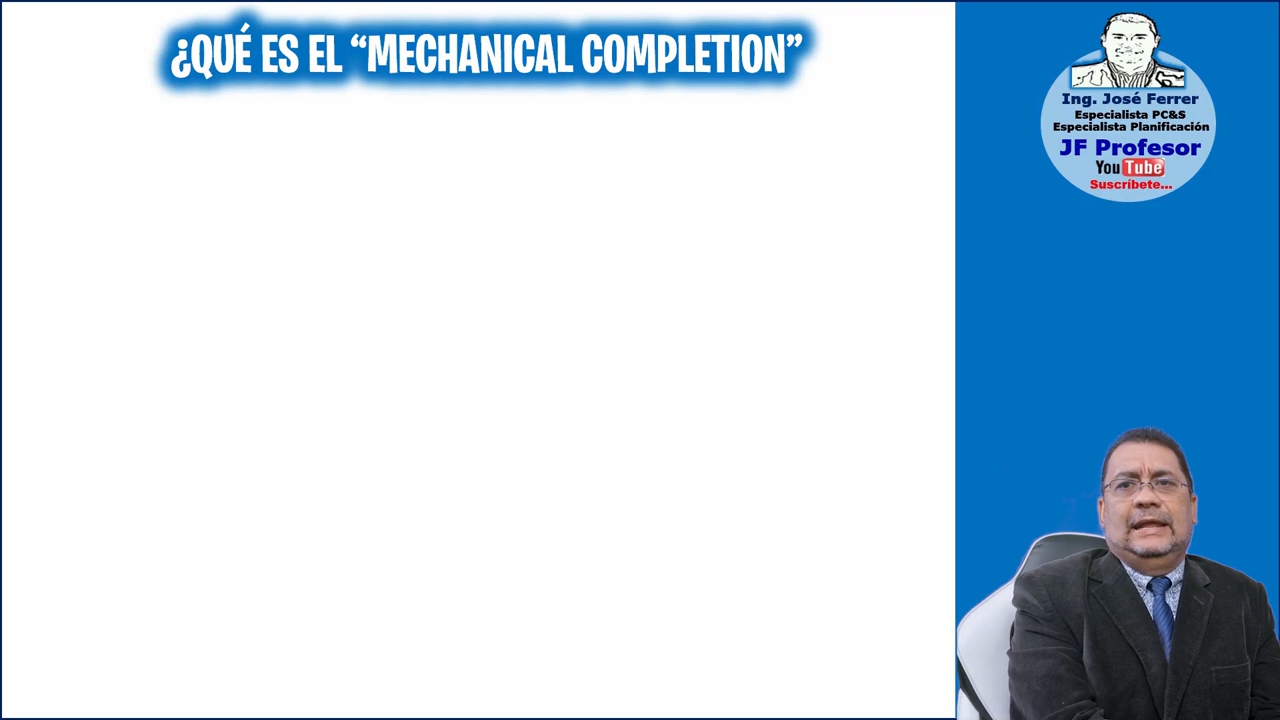 ¿QUÉ ES EL “MECHANICAL COMPLETION”
Ing. José Ferrer
Especialista PC&S
Especialista Planificación
JF Profesor
YouTube
Suscríbete...